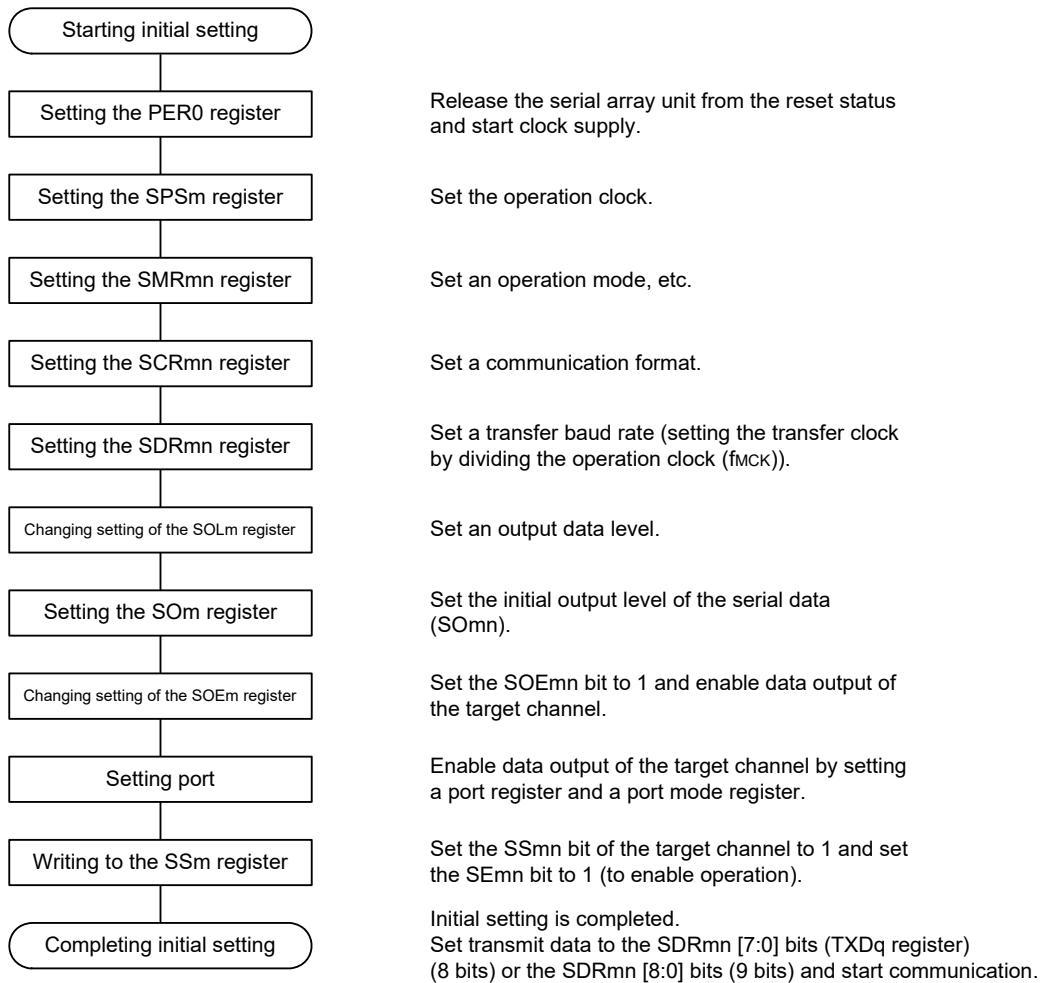 Starting initial setting
Setting the PER0 register
Release the serial array unit from the reset status
and start clock supply.
Setting the SPSm register
Set the operation clock.
Setting the SMRmn register
Set an operation mode, etc.
Setting the SCRmn register
Set a communication format.
Setting the SDRmn register
Set a transfer baud rate (setting the transfer clock
by dividing the operation clock (fMCK)).
Changing setting of the SOLm register
Set an output data level.
Setting the SOm register
Set the initial output level of the serial data
(SOmn).
Changing setting of the SOEm register
Set the SOEmn bit to 1 and enable data output of
the target channel.
Setting port
Enable data output of the target channel by setting
a port register and a port mode register.
Writing to the SSm register
Set the SSmn bit of the target channel to 1 and set
the SEmn bit to 1 (to enable operation).
Completing initial setting
Initial setting is completed.
Set transmit data to the SDRmn [7:0] bits (TXDq register)
(8 bits) or the SDRmn [8:0] bits (9 bits) and start communication.